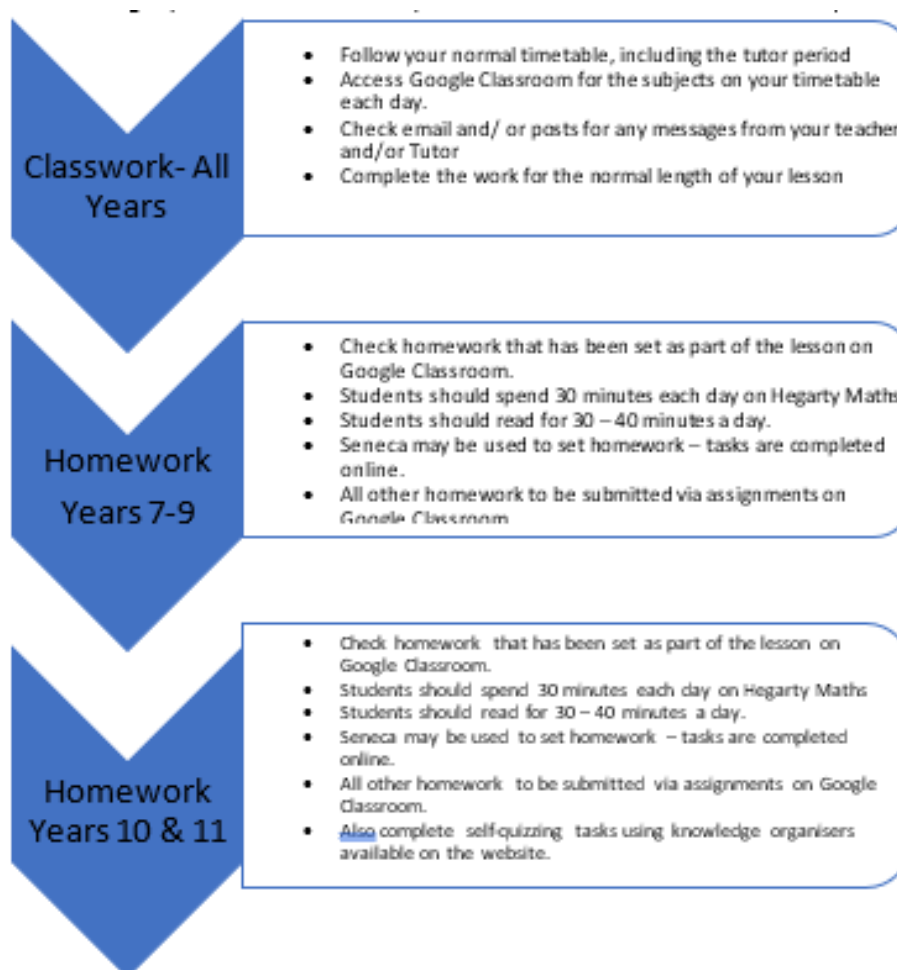 Classwork- All
Years
• Follow your normal timetable, including the tutor period
• Access Google Classroom for the subjects on your timetable
each day.
• Check email and/ or posts for any messages from your teacher
and/or Tutor
• Complete the work for the normal length of your lesson
Homework
Years 7-9
• Check homework that has been set as part of the lesson on
Google Classroom.
• Students should spend 30 minutes each day on Hegarty Maths
• Students should read for 30 – 40 minutes a day.
• Seneca may be used to set homework – tasks are completed
online.
• All other homework to be submitted via assignments on
Google Classroom
Homework
Years 10 & 11
• Check homework that has been set as part of the lesson on
Google Classroom.
• Students should spend 30 minutes each day on Hegarty Maths
• Students should read for 30 – 40 minutes a day.
• Seneca may be used to set homework – tasks are completed
online.
• All other homework to be submitted via assignments on Google
Classroom.
• Also complete self-quizzing tasks using knowledge organisers
available on the website.